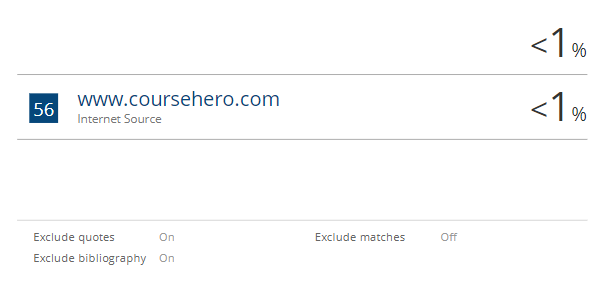 <1%
56 www.coursehero.com <1%
Internet Source
Exclude quotes On Exclude matches Off
Exclude bibliography On